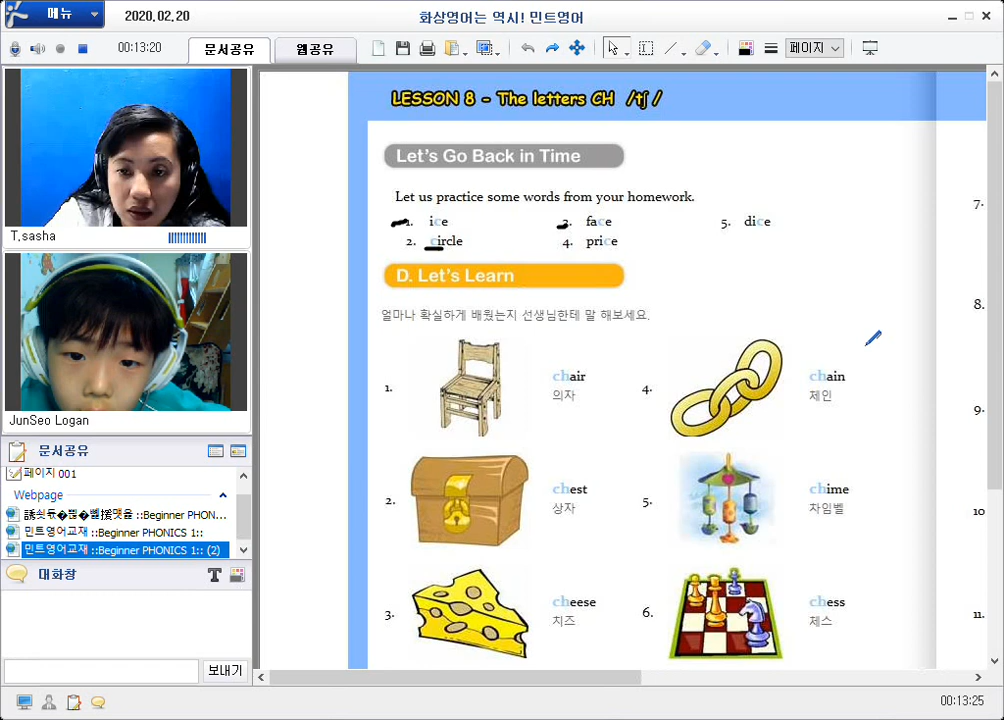 메뉴
2020,02,20
화상영어는 역시! 민트영어
00:13:20
문서공유
웹공유
페이지
T.sasha
JunSeo Logan
문서공유
페이지 001
Webpage
::Beginner PHON...
민트영어교재 ::Beginner PHONICS 1::
민트영어교재 ::Beginner PHONICS 1:: (2)
대화창
보내기
LESSON 8 - The letters CH /tʃ /
Let's Go Back in Time
Let us practice some words from your homework.
1. ice
3. face
5. dice
2. circle
4. price
D. Let's Learn
얼마나 확실하게 배웠는지 선생님한테 말 해보세요.
1. chair
의자
4. chain
체인
2. chest
상자
5. chime
차임벨
3. cheese
치즈
6. chess
체스
7.
8.
9.
10
11.
00:13:25